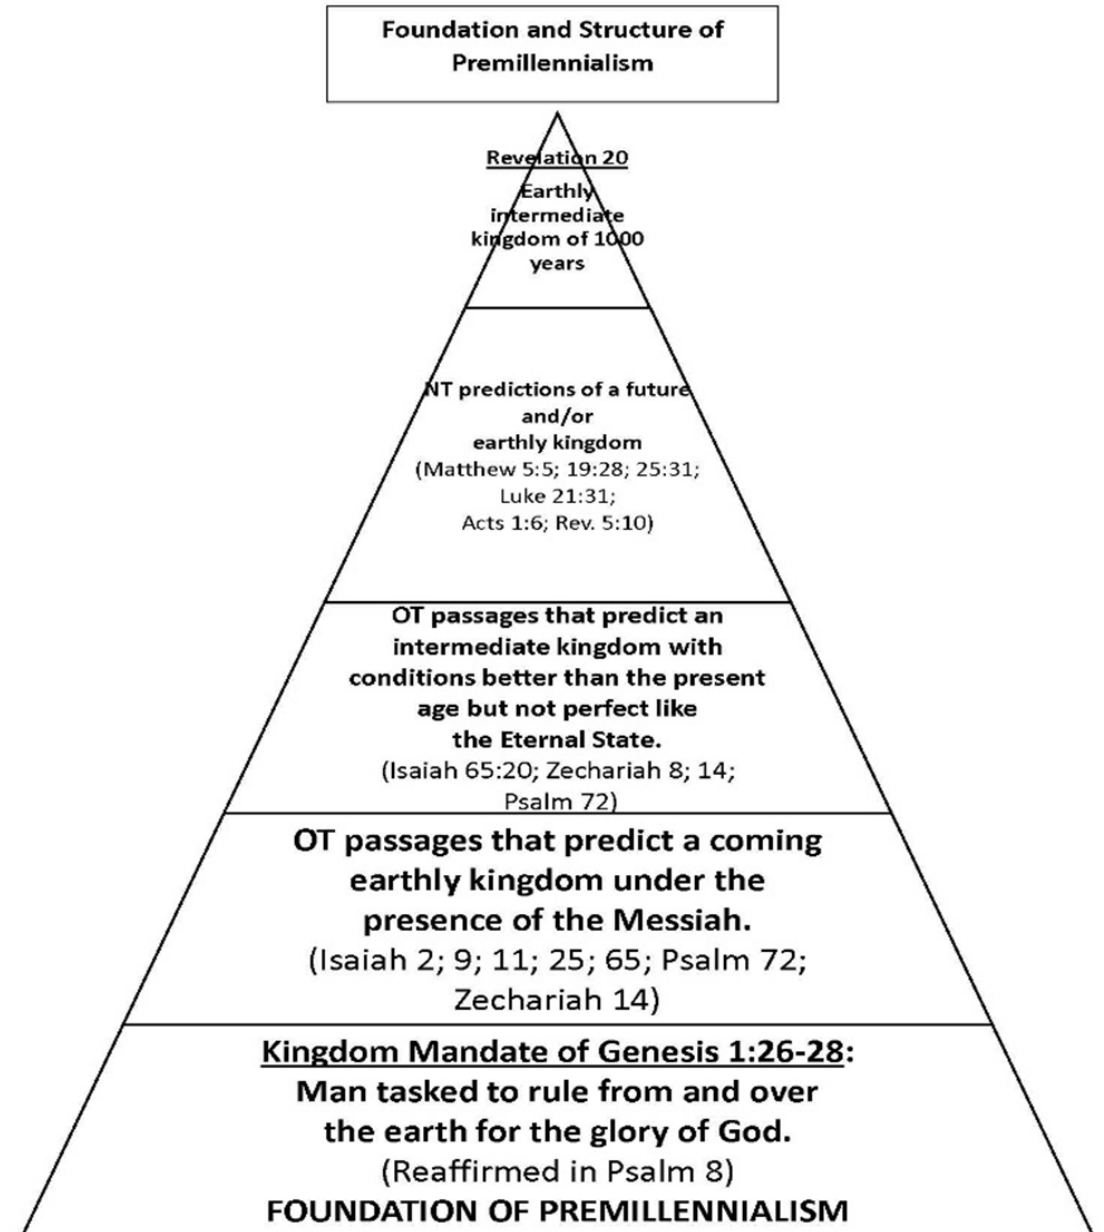 Foundation and Structure of
Premillennialism
Revelation 20
Earthly
intermediate
kingdom of 1000
years
NT predictions of a future
and/or
earthly kingdom
(Matthew 5:5; 19:28; 25:31;
Luke 21:31;
Acts 1:6; Rev. 5:10)
OT passages that predict an
intermediate kingdom with
conditions better than the present
age but not perfect like
the Eternal State.
(Isaiah 65:20; Zechariah 8; 14;
Psalm 72)
OT passages that predict a coming
earthly kingdom under the
presence of the Messiah.
(Isaiah 2; 9; 11; 25; 65; Psalm 72;
Zechariah 14)
Kingdom Mandate of Genesis 1:26-28:
Man tasked to rule from and over
the earth for the glory of God.
(Reaffirmed in Psalm 8)
FOUNDATION OF PREMILLENNIALISM